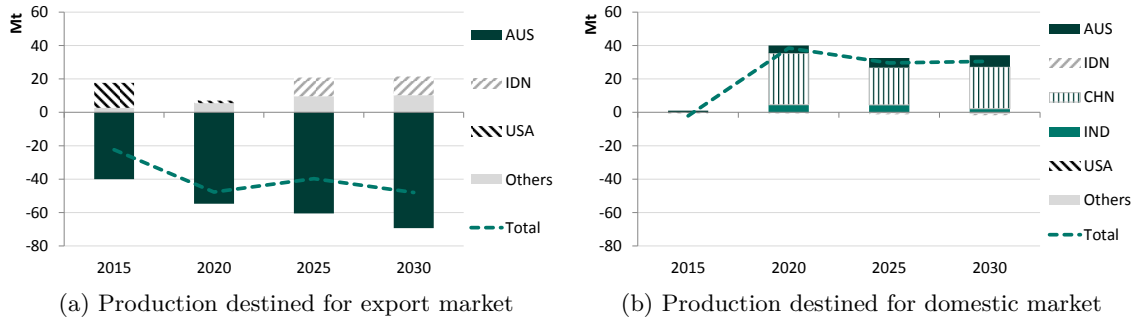 Mt
60
40
20
0
-20
-40
-60
-80
2015 2020 2025 2030
AUS
IDN
USA
Others
Total
(a) Production destined for export market
Mt
60
40
20
0
-20
-40
-60
-80
2015 2020 2025 2030
AUS
IDN
CHN
IND
USA
Others
Total
(b) Production destined for domestic market